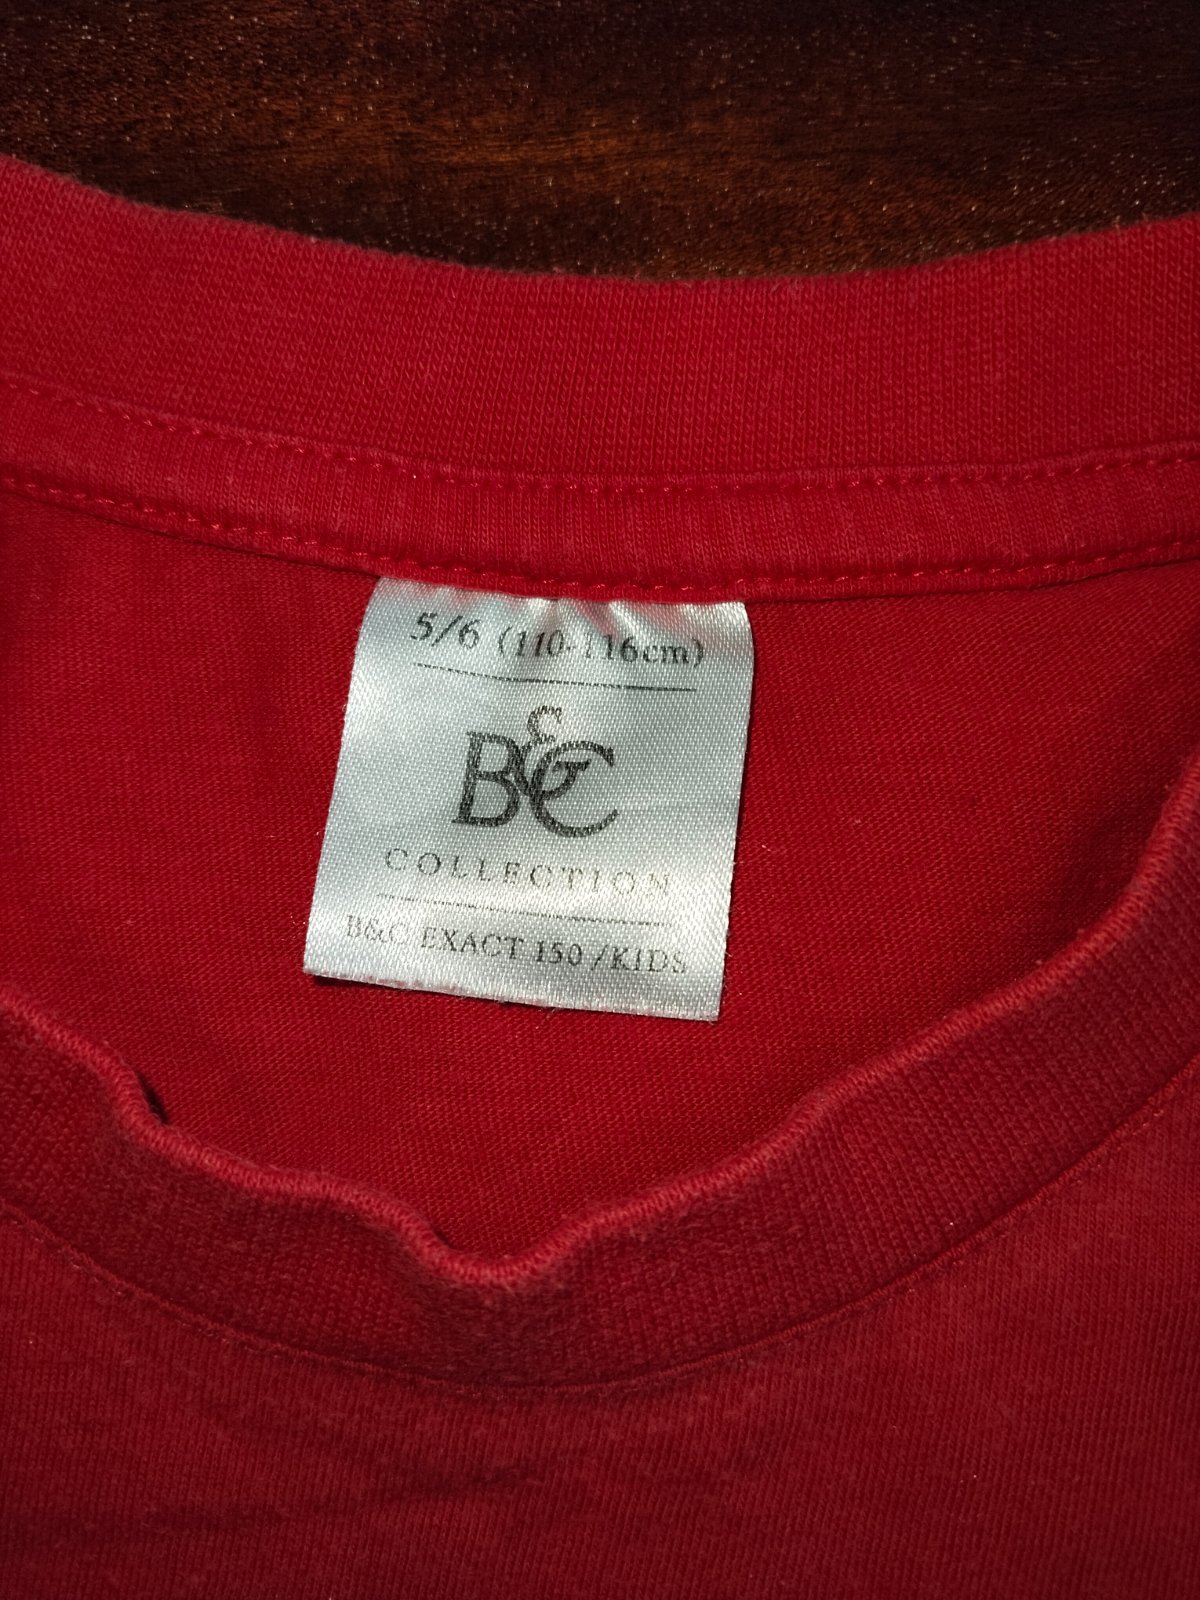 5/6 (110-116cm)
B&C
COLLECTION
B&C EXACT 150/KIDS